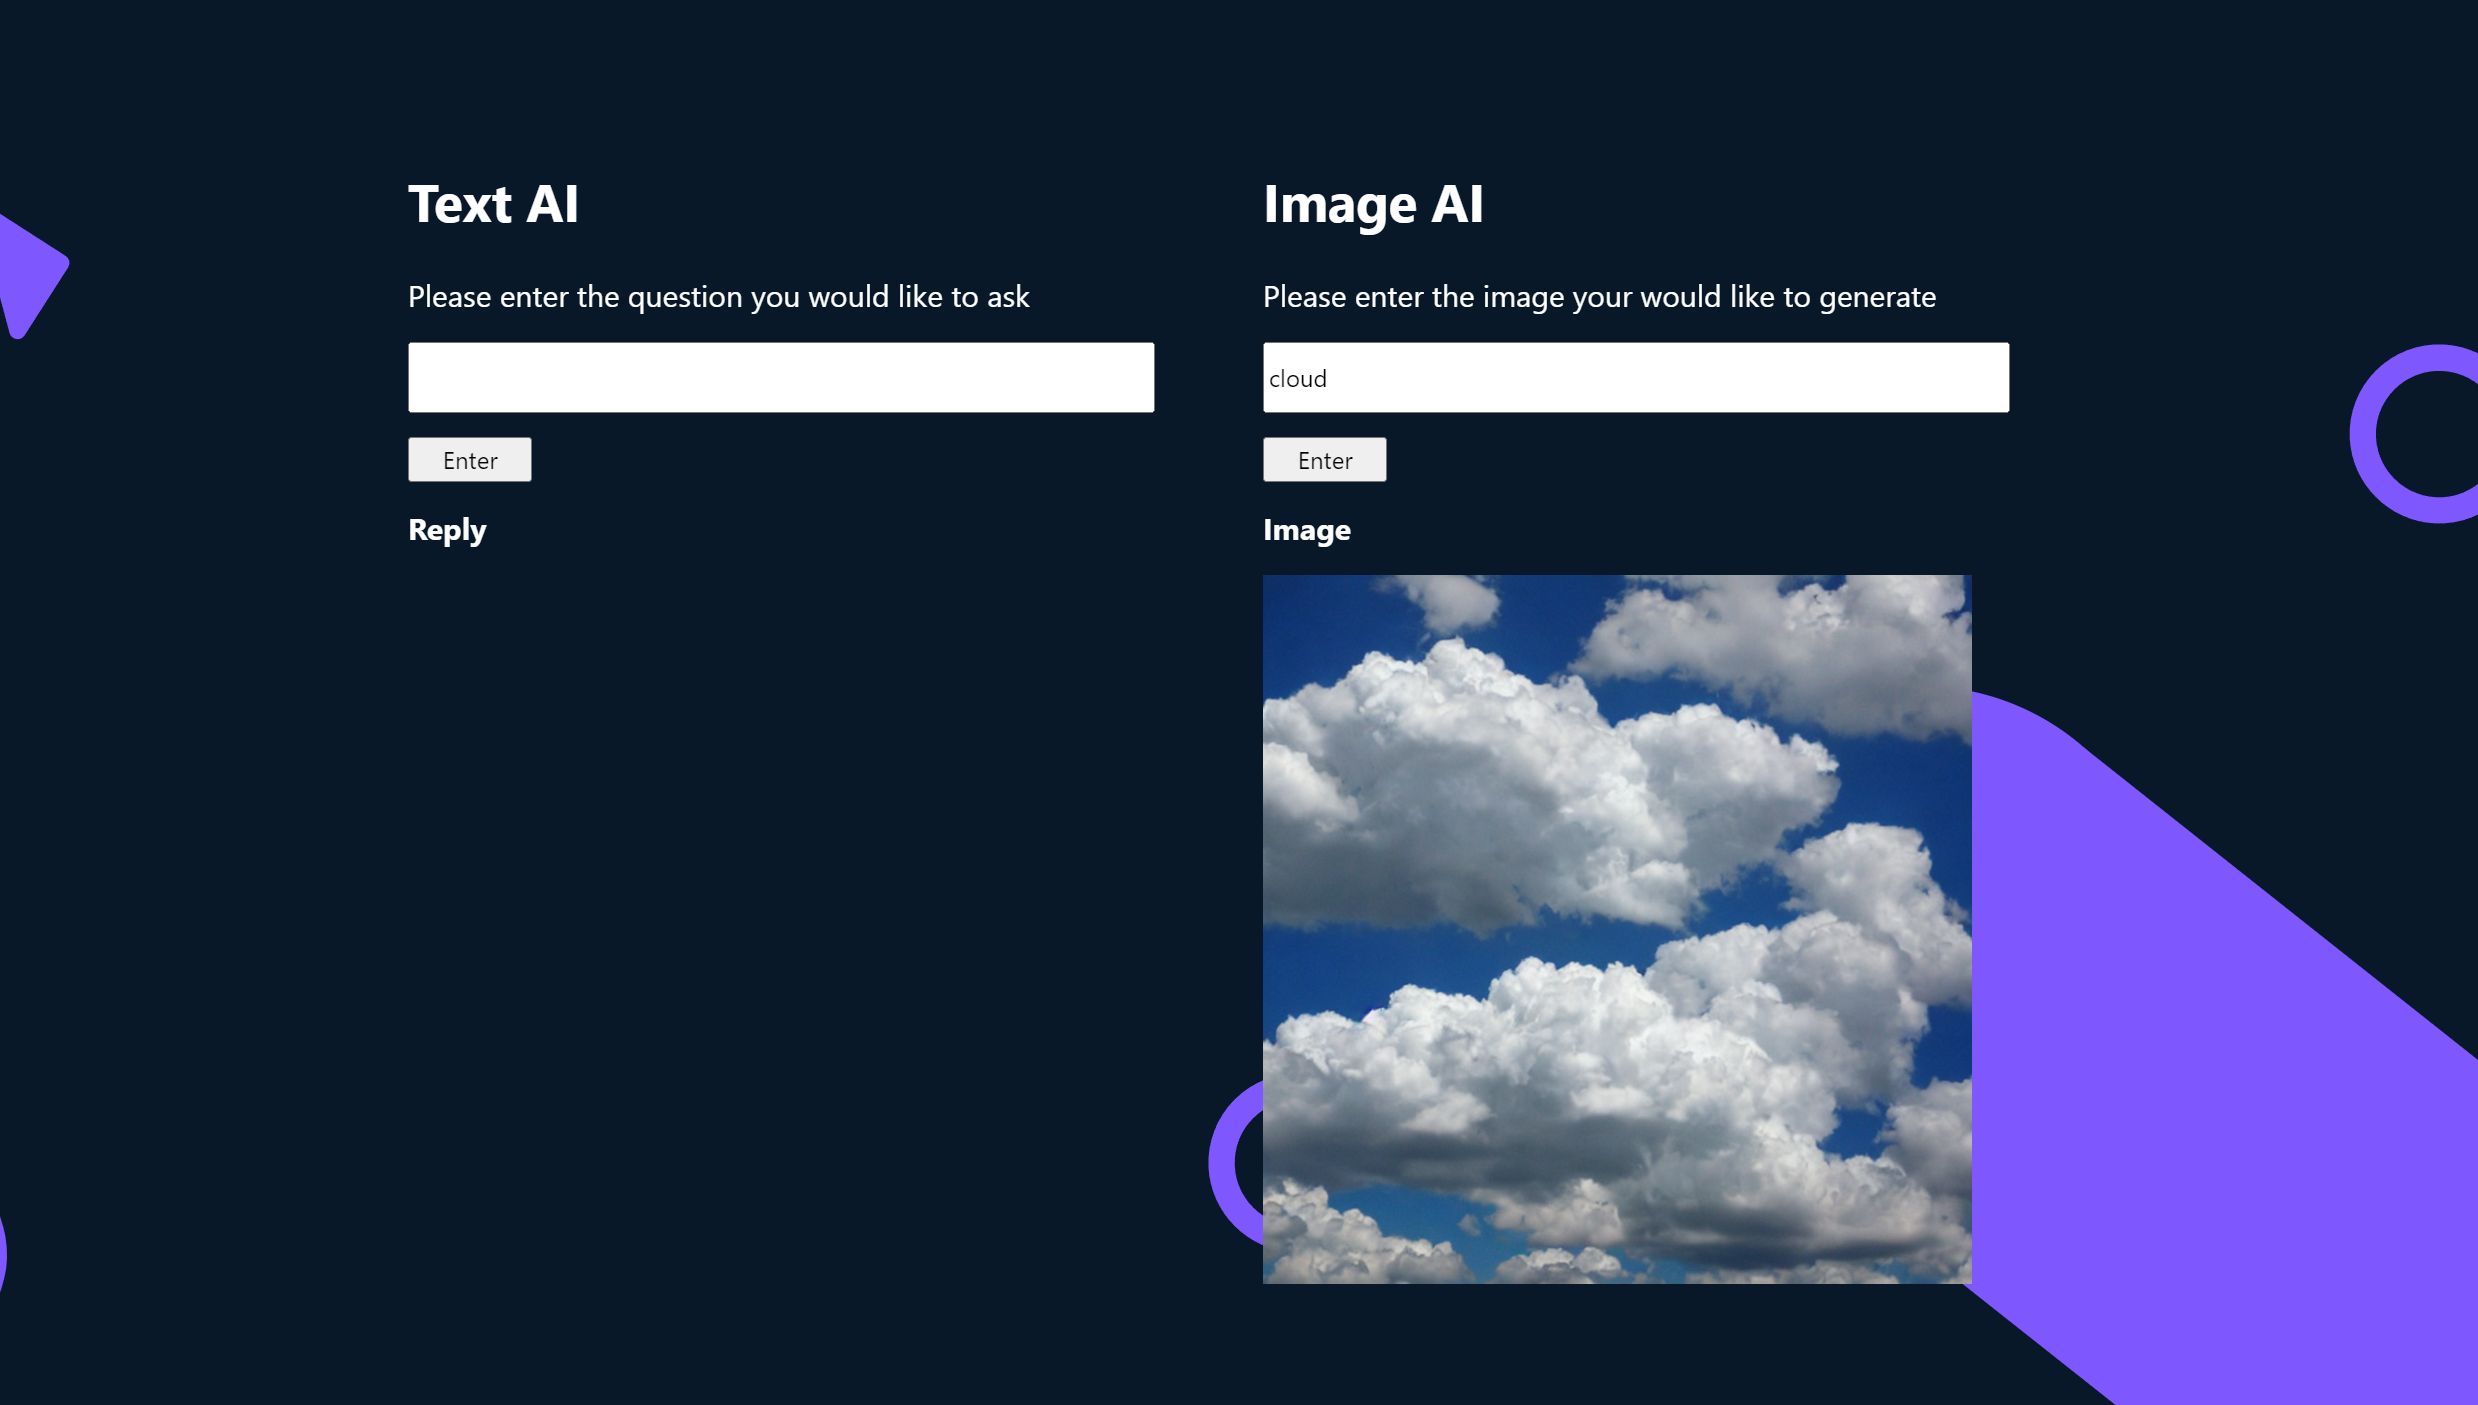 Text AI
Please enter the question you would like to ask
Enter
Reply
Image AI
Please enter the image your would like to generate
cloud
Enter
Image